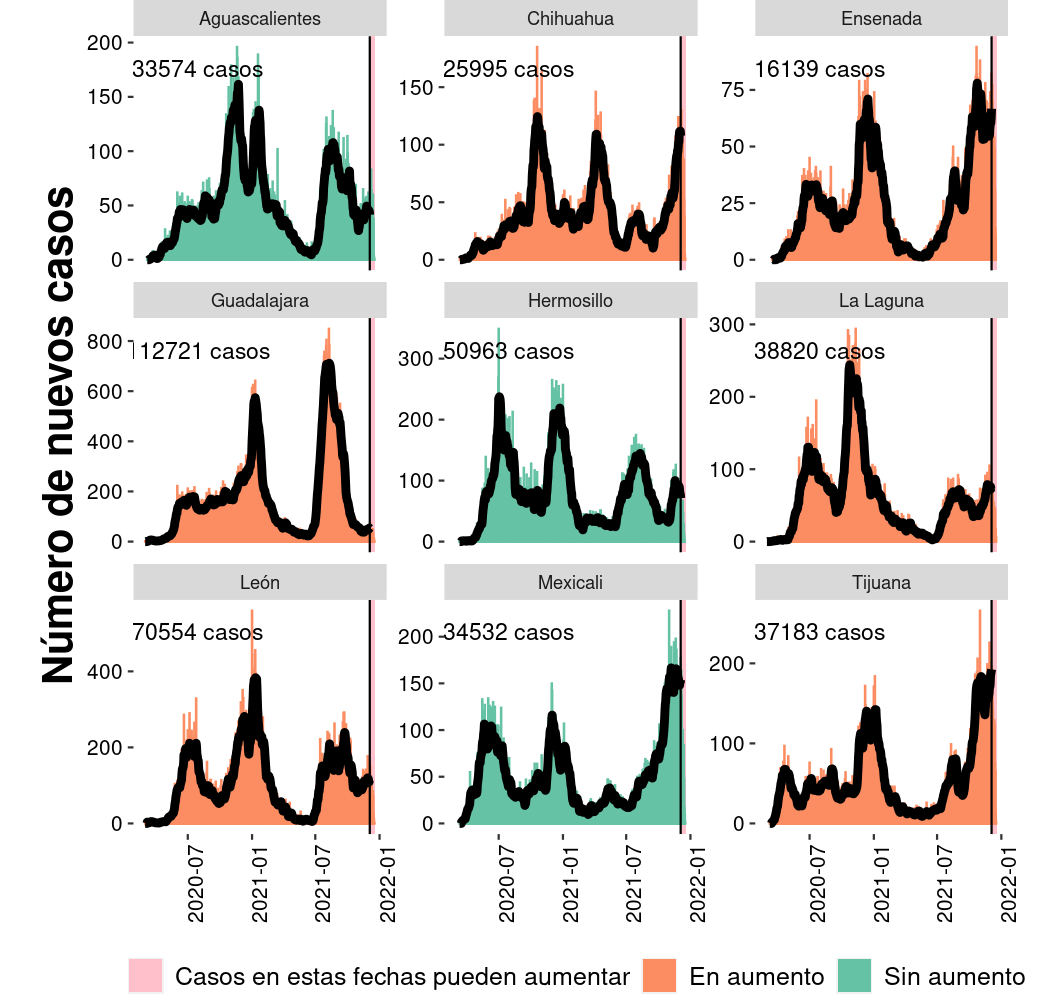 Número de nuevos casos
Aguascalientes
Chihuahua
Ensenada
200
150
100
50
0
33574 casos
150
100
50
0
25995 casos
75
50
25
0
16139 casos
Guadalajara
Hermosillo
La Laguna
800
600
400
200
0
112721 casos
300
200
100
0
50963 casos
300
200
100
0
38820 casos
León
Mexicali
Tijuana
400
200
0
70554 casos
200
150
100
50
0
34532 casos
200
100
0
37183 casos
2020-07
2021-01
2021-07
2022-01
2020-07
2021-01
2021-07
2022-01
2020-07
2021-01
2021-07
2022-01
Casos en estas fechas pueden aumentar
En aumento
Sin aumento